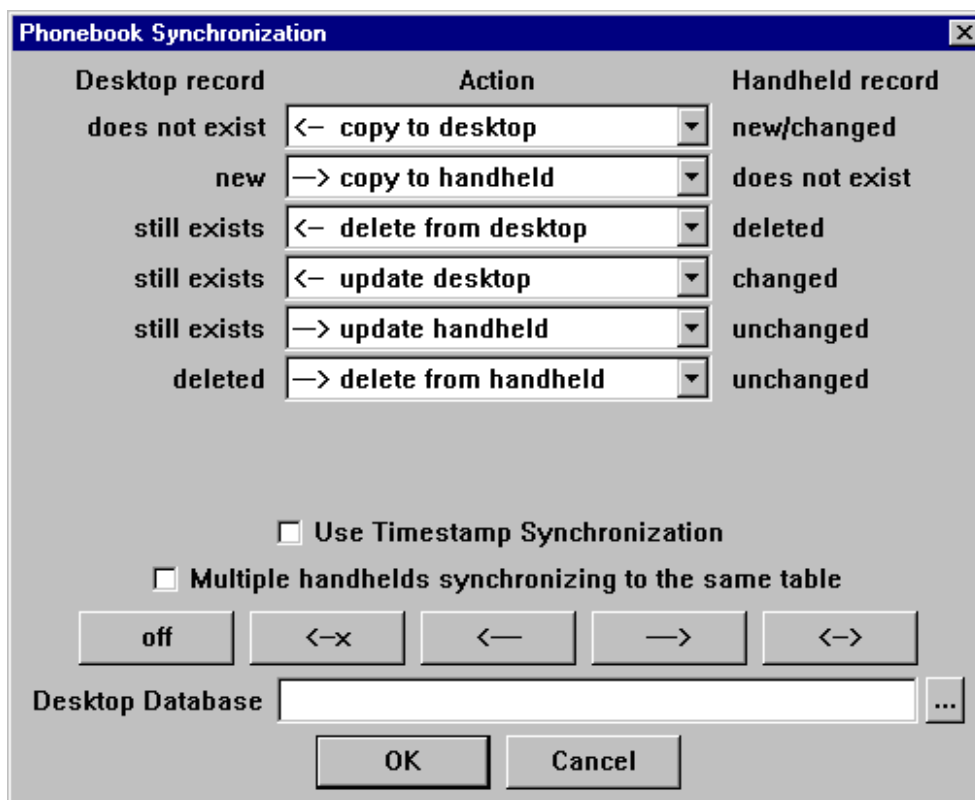 Phonebook Synchronization
Desktop record Action Handheld record
does not exist <– copy to desktop new/changed
new —> copy to handheld does not exist
still exists <– delete from desktop deleted
still exists <– update desktop changed
still exists —> update handheld unchanged
deleted —> delete from handheld unchanged
Use Timestamp Synchronization
Multiple handhelds synchronizing to the same table
off <–x <— —> <–>
Desktop Database ...
OK Cancel